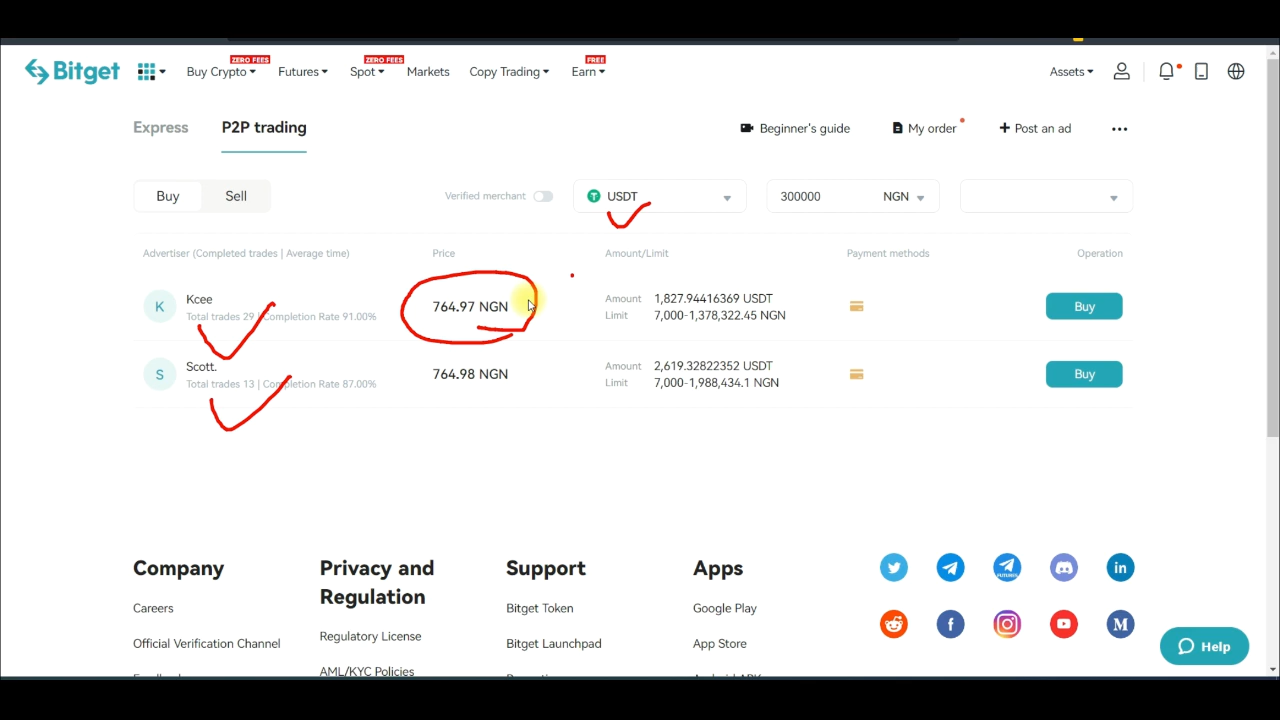 Bitget
ZERO FEES ZERO FEES FREE
Buy Crypto Futures Spot Markets Copy Trading Earn Assets
Express P2P trading Beginner's guide My order + Post an ad
Buy Sell Verified merchant USDT 300000 NGN
Advertiser (Completed trades | Average time) Price Amount/Limit Payment methods Operation
K Kcee
Total trades 29 | Completion Rate 91.00%
764.97 NGN
Amount 1,827.94416369 USDT
Limit 7,000-1,378,322.45 NGN
Buy
S Scott.
Total trades 13 | Completion Rate 87.00%
764.98 NGN
Amount 2,619.32822352 USDT
Limit 7,000-1,988,434.1 NGN
Buy
Company
Careers
Official Verification Channel
Privacy and
Regulation
Regulatory License
AML/KYC Policies
Support
Bitget Token
Bitget Launchpad
Apps
Google Play
App Store
FUTURES
in
f
M
Help